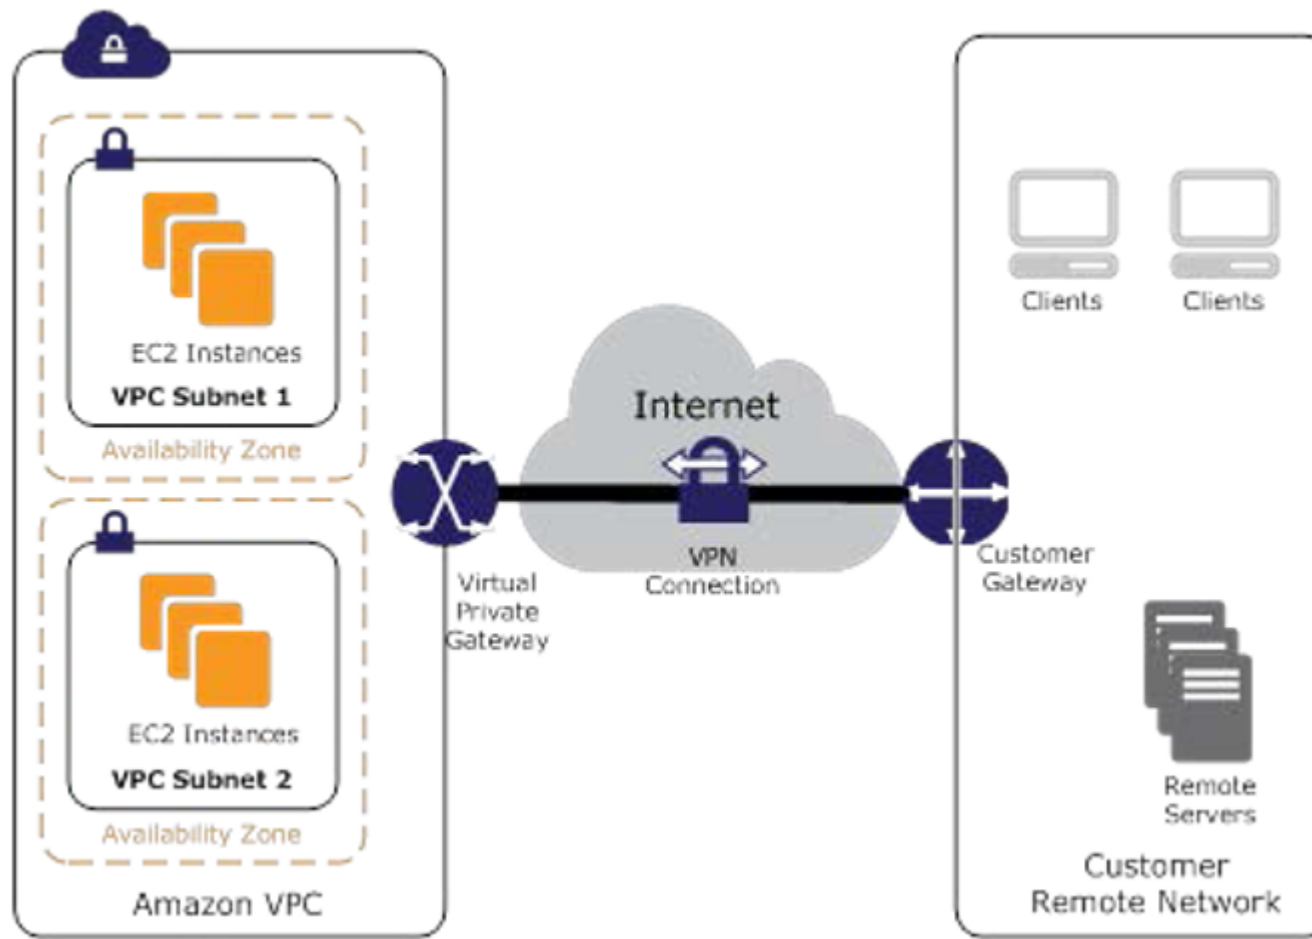 EC2 Instances
VPC Subnet 1
Availability Zone
EC2 Instances
VPC Subnet 2
Availability Zone
Amazon VPC
Virtual
Private
Gateway
Internet
VPN
Connection
Customer
Gateway
Clients
Clients
Remote
Servers
Customer
Remote Network